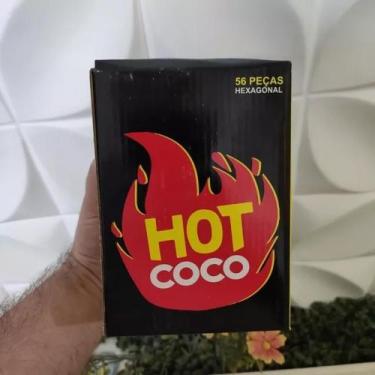 56 PEÇAS
HEXAGONAL
HOT
COCO